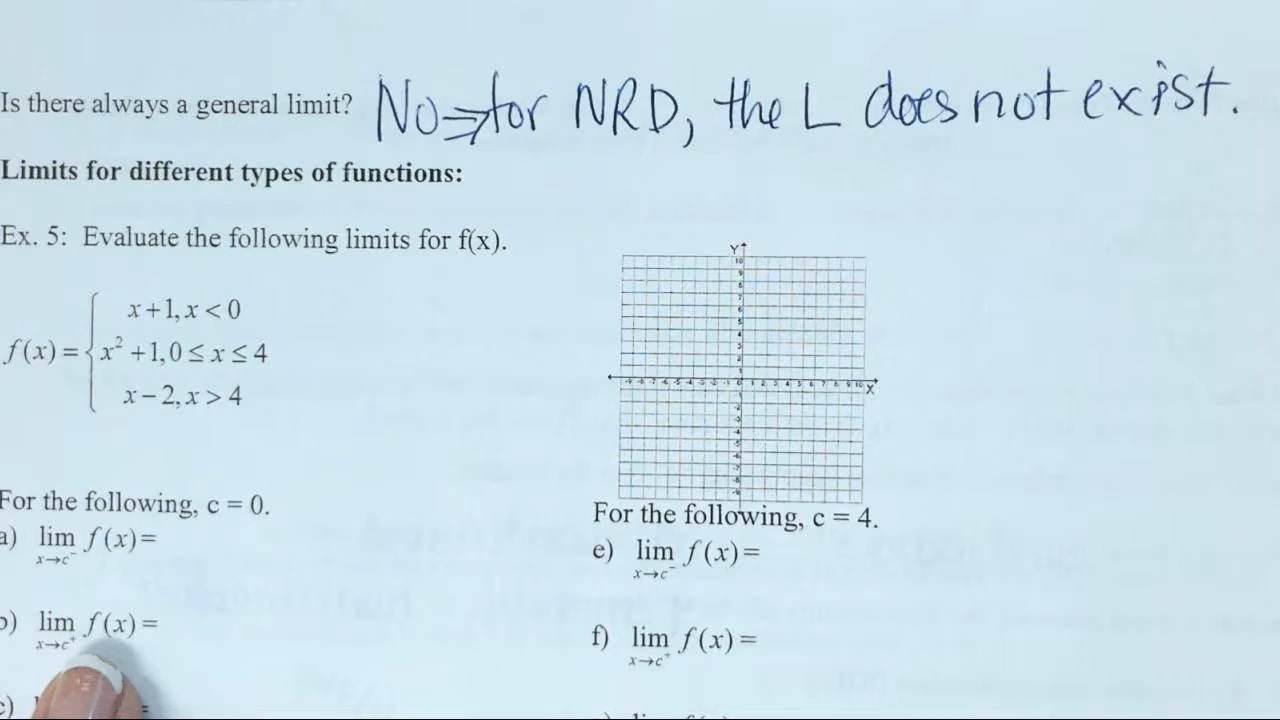 Is there always a general limit? No ⇒ for NRD, the L does not exist.
Limits for different types of functions:
Ex. 5: Evaluate the following limits for f(x).
f(x) = { x+1, x < 0
x² +1, 0 ≤ x ≤ 4
x − 2, x > 4
Y
X
For the following, c = 0.
For the following, c = 4.
a) lim x→c⁻ f(x) =
e) lim x→c⁻ f(x) =
b) lim x→c⁺ f(x) =
f) lim x→c⁺ f(x) =
c)